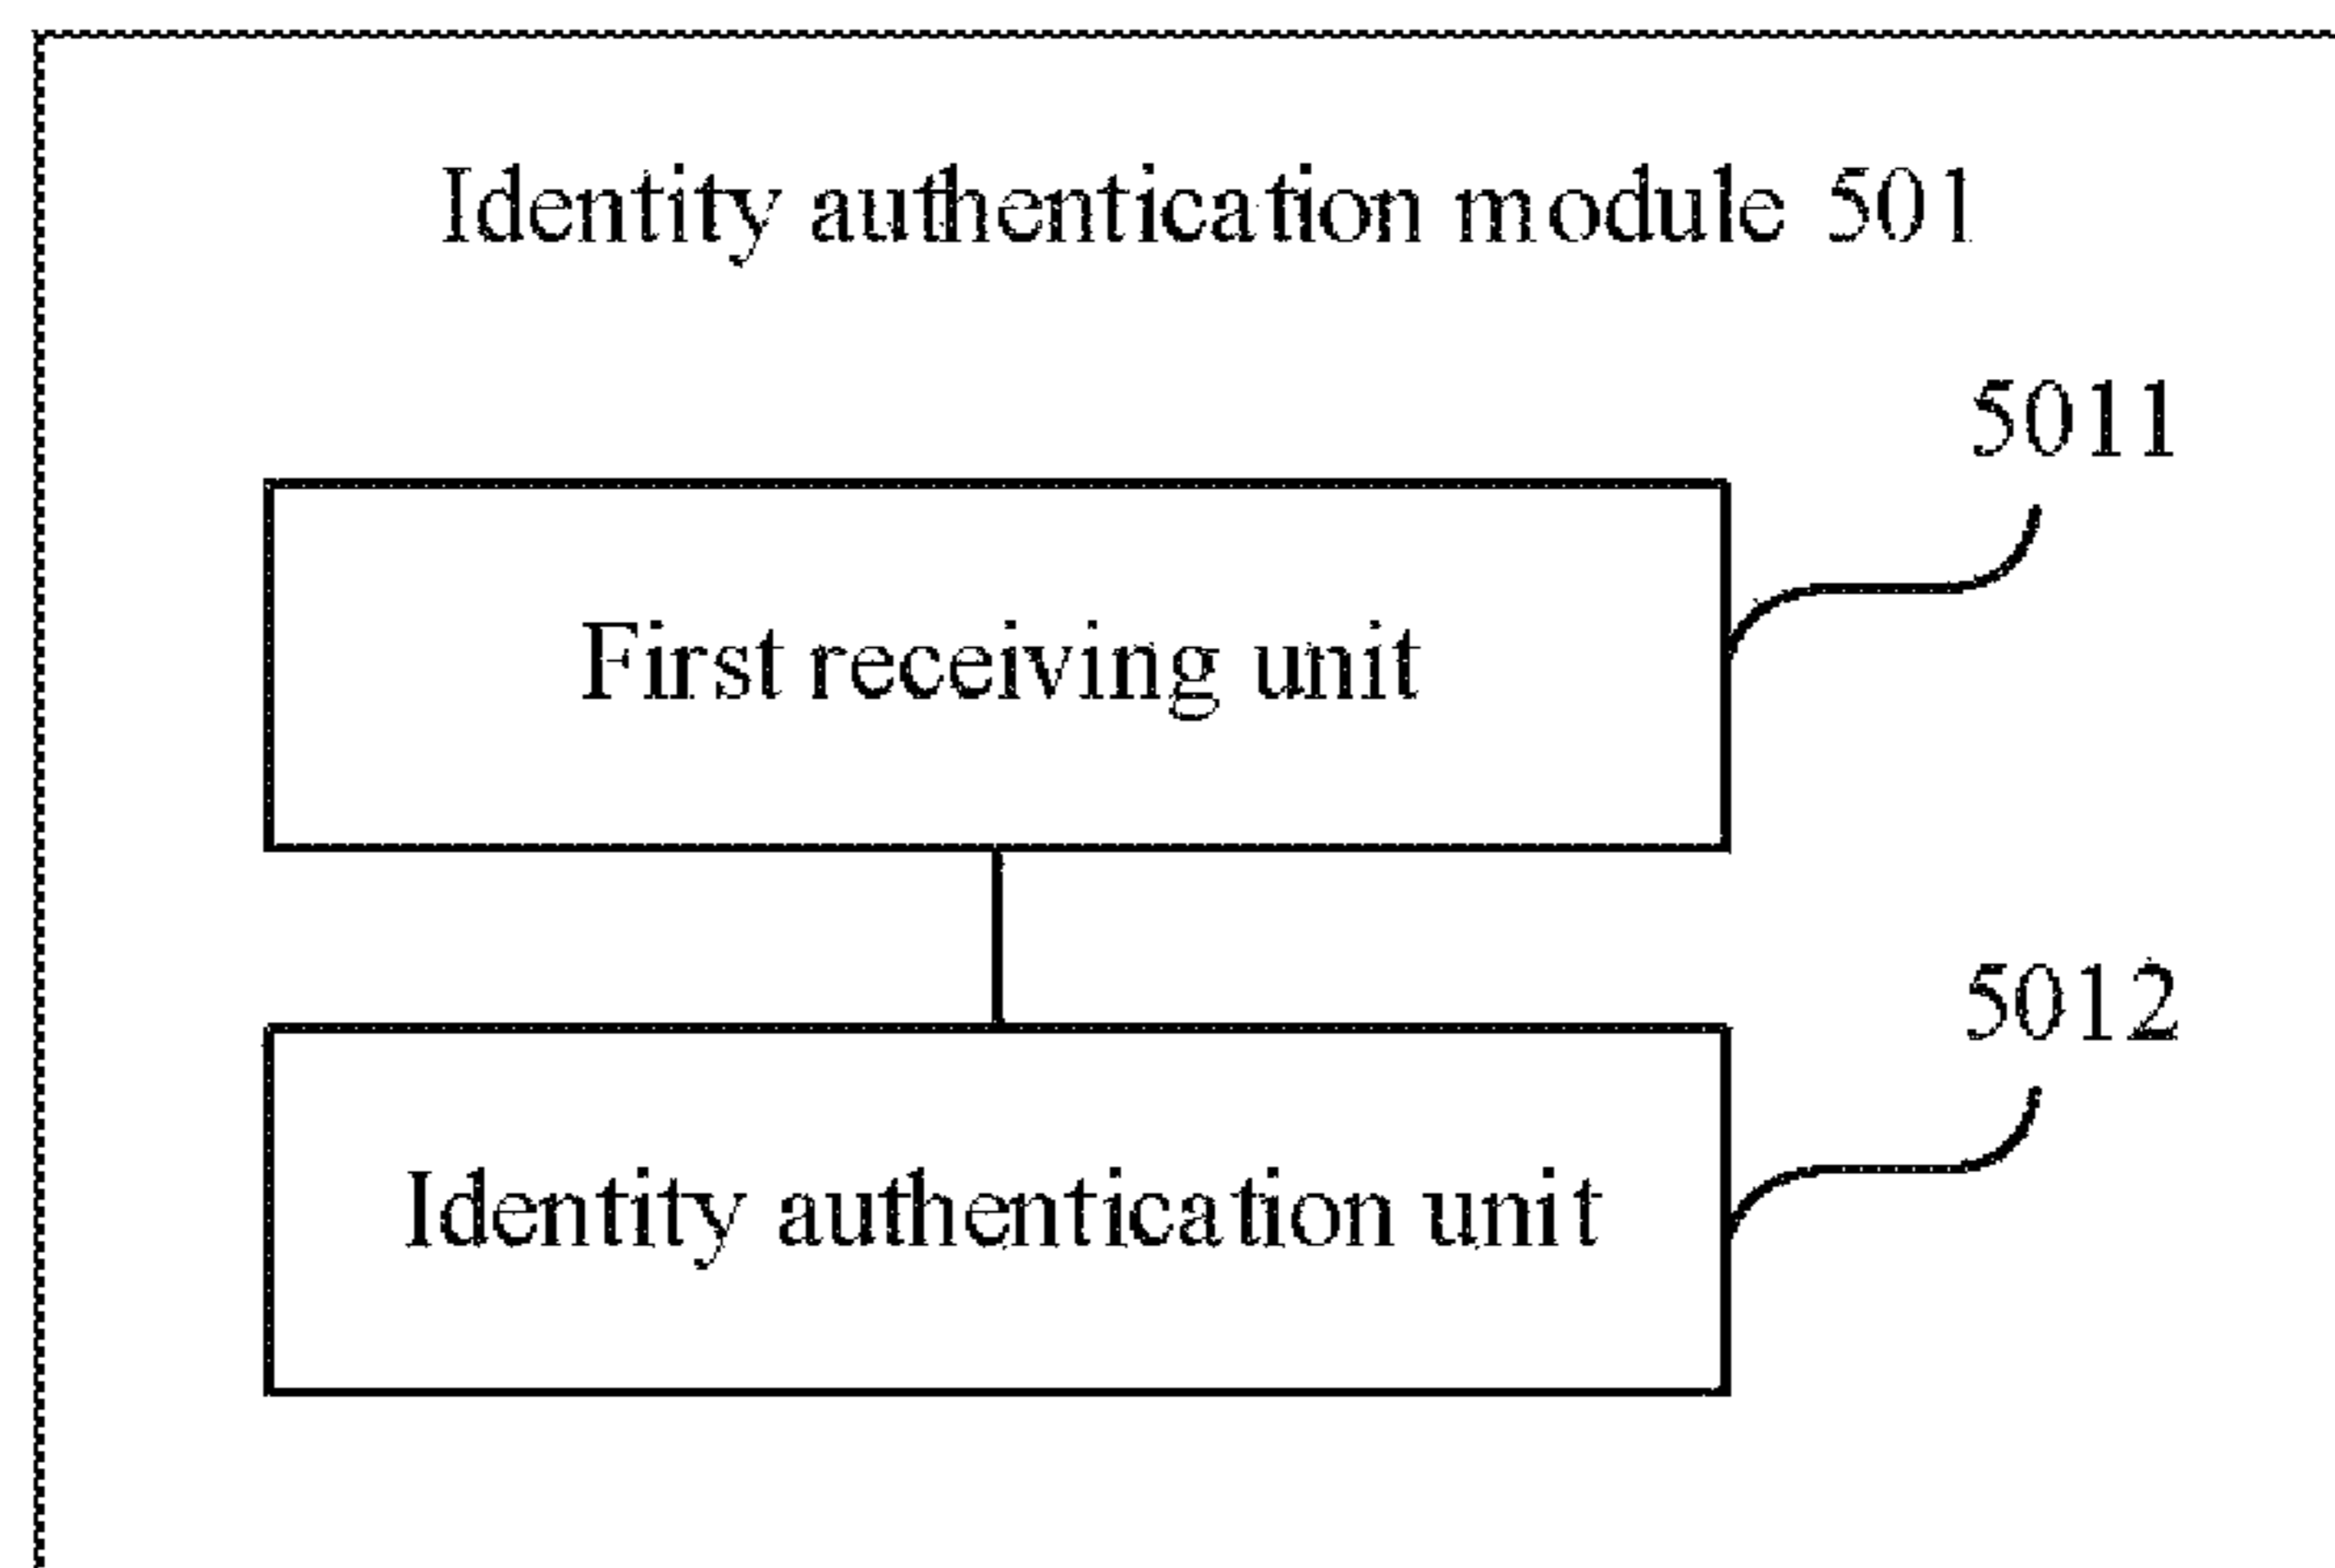 Identity authentication module 501
5011
First receiving unit
5012
Identity authentication unit